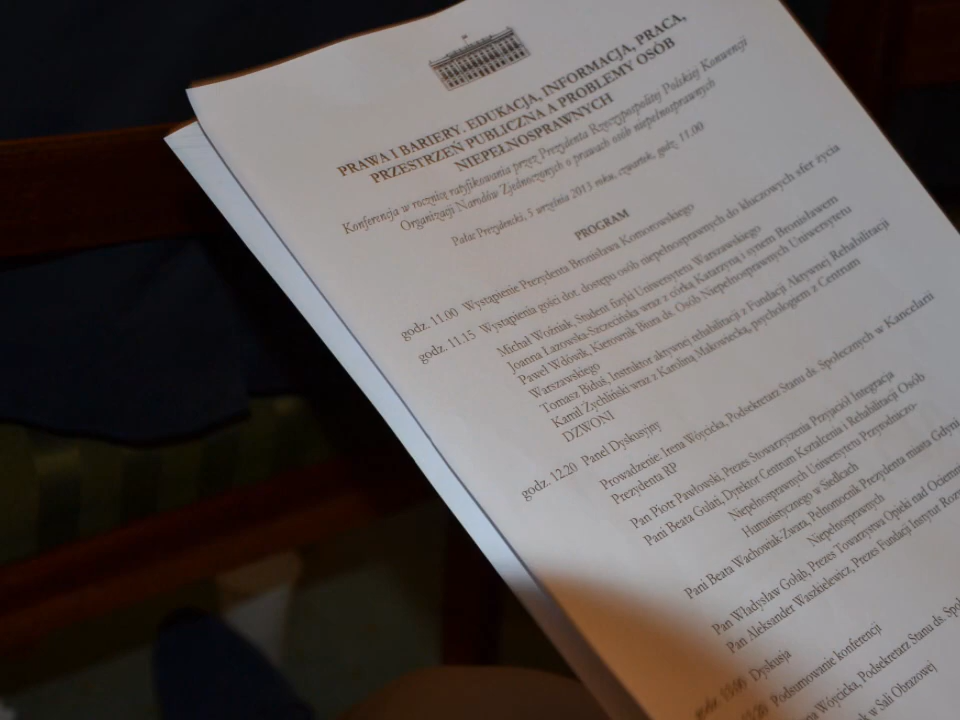 PRAWA I BARIERY. EDUKACJA, INFORMACJA, PRACA,
PRZESTRZEŃ PUBLICZNA A PROBLEMY OSÓB
NIEPEŁNOSPRAWNYCH
Konferencja w rocznicę ratyfikowania przez Prezydenta Rzeczypospolitej Polskiej Konwencji
Organizacji Narodów Zjednoczonych o prawach osób niepełnosprawnych
Pałac Prezydencki, 5 września 2013 roku, czwartek, godz. 11.00
PROGRAM
godz. 11.00 Wystąpienie Prezydenta Bronisława Komorowskiego
godz. 11.15 Wystąpienia gości dot. dostępu osób niepełnosprawnych do kluczowych sfer życia
Michał Woźniak, Student fizyki Uniwersytetu Warszawskiego
Joanna Łazowska-Szczecińska wraz z córką Katarzyną i synem Bronisławem
Paweł Wdówik, Kierownik Biura ds. Osób Niepełnosprawnych Uniwersytetu
Warszawskiego
Tomasz Biduś, Instruktor aktywnej rehabilitacji z Fundacji Aktywnej Rehabilitacji
Kamil Żychliński wraz z Karoliną Makowiecką, psychologiem z Centrum
DZWONI
godz. 12.20 Panel Dyskusyjny
Prowadzenie: Irena Wóycicka, Podsekretarz Stanu ds. Społecznych w Kancelarii
Prezydenta RP
Pan Piotr Pawłowski, Prezes Stowarzyszenia Przyjaciół Integracja
Pani Beata Gulati, Dyrektor Centrum Kształcenia i Rehabilitacji Osób
Niepełnosprawnych Uniwersytetu Przyrodniczo-
Humanistycznego w Siedlcach
Pani Beata Wachowiak-Zwara, Pełnomocnik Prezydenta miasta Gdyni
Niepełnosprawnych
Pan Władysław Gołąb, Prezes Towarzystwa Opieki nad Ociem
Pan Aleksander Waszkielewicz, Prezes Fundacji Instytut Rozw
godz. 13.00 Dyskusja
Podsumowanie konferencji
Wóycicka, Podsekretarz Stanu ds. Społ
w Sali Obrazowej